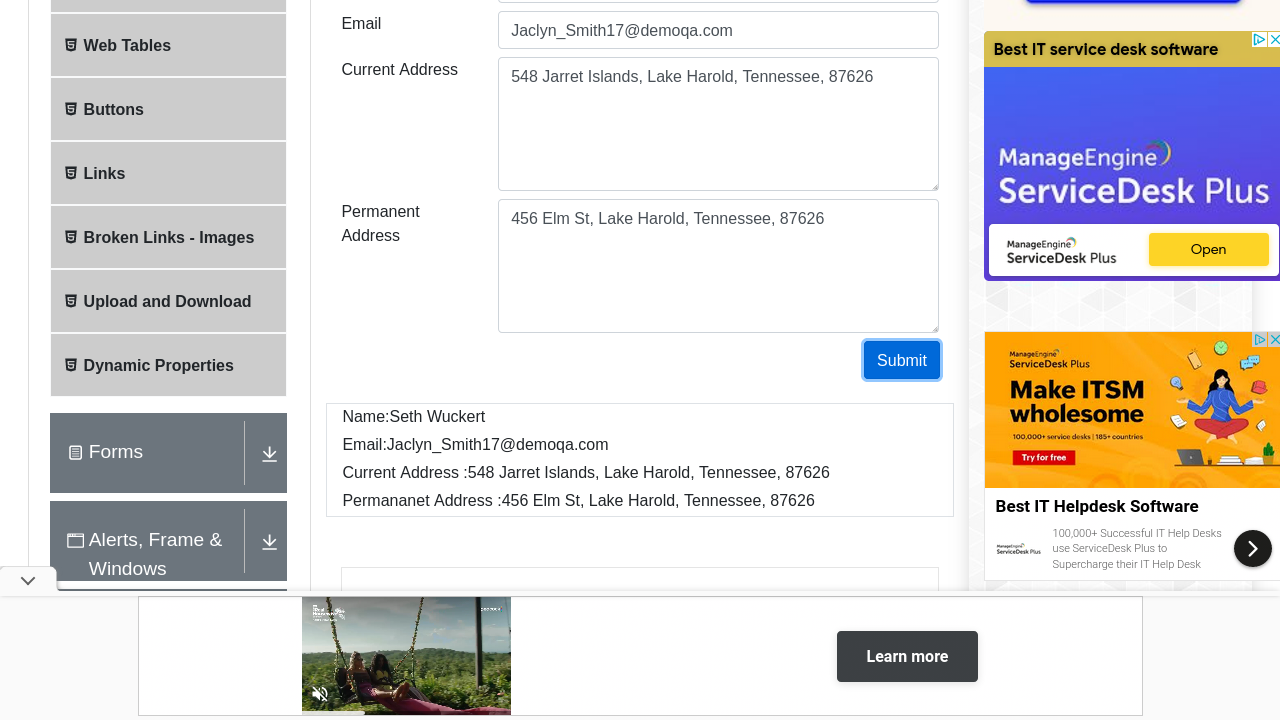 Web Tables
Buttons
Links
Broken Links - Images
Upload and Download
Dynamic Properties
Forms
Alerts, Frame &
Windows
Email
Jaclyn_Smith17@demoqa.com
Current Address
548 Jarret Islands, Lake Harold, Tennessee, 87626
Permanent
Address
456 Elm St, Lake Harold, Tennessee, 87626
Submit
Name:Seth Wuckert
Email:Jaclyn_Smith17@demoqa.com
Current Address :548 Jarret Islands, Lake Harold, Tennessee, 87626
Permananet Address :456 Elm St, Lake Harold, Tennessee, 87626
Best IT service desk software
ManageEngine
ServiceDesk Plus
ManageEngine
ServiceDesk Plus
Open
ManageEngine
ServiceDesk Plus
Make ITSM
wholesome
100,000+ service desks | 185+ countries
Try for free
Best IT Helpdesk Software
ManageEngine
ServiceDesk Plus
100,000+ Successful IT Help Desks
use ServiceDesk Plus to
Supercharge their IT Help Desk
Learn more